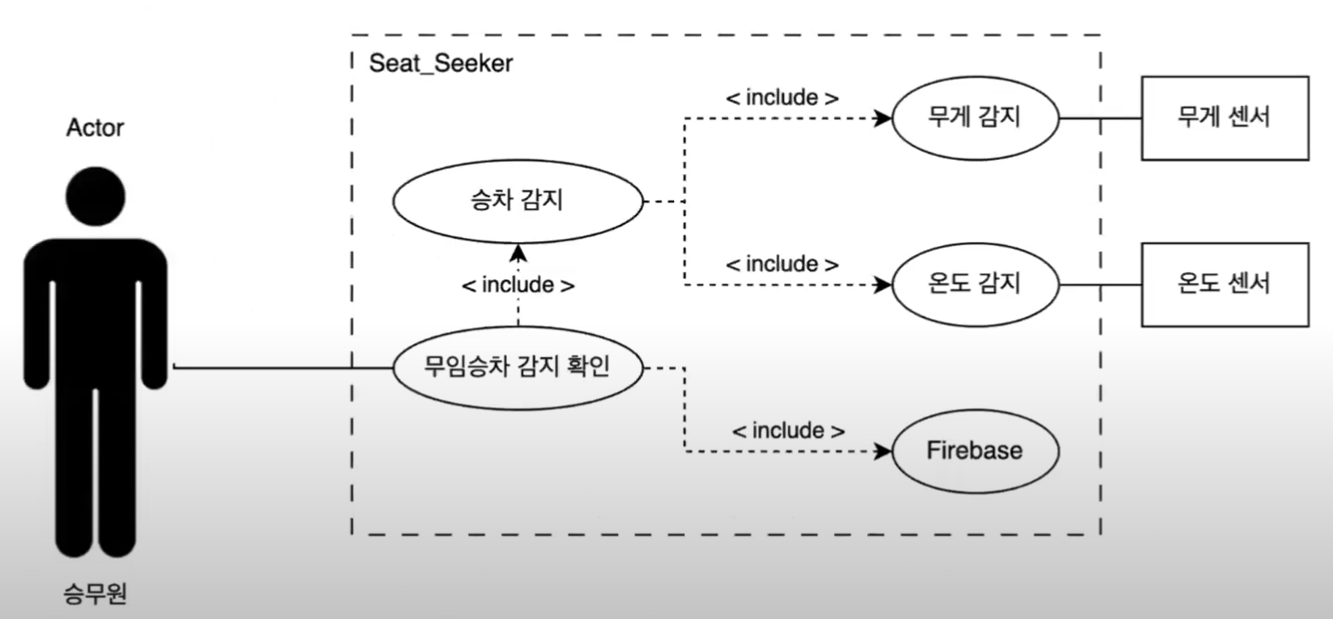 Seat_Seeker
Actor
< include >
무게 감지
무게 센서
승차 감지
< include >
온도 감지
온도 센서
< include >
무임승차 감지 확인
< include >
Firebase
승무원